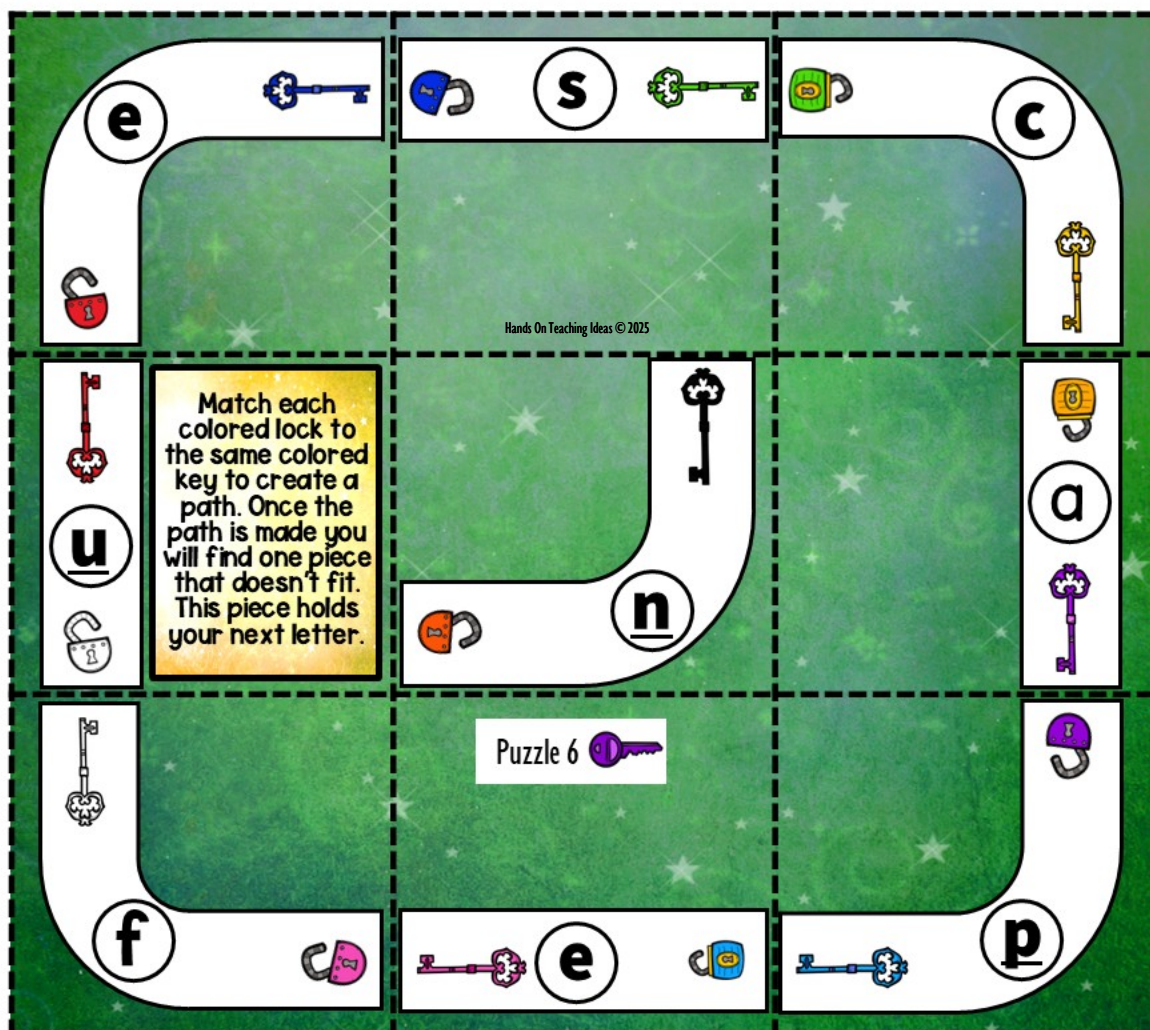 e
s
c
Hands On Teaching Ideas © 2025
u
Match each
colored lock to
the same colored
key to create a
path. Once the
path is made you
will find one piece
that doesn't fit.
This piece holds
your next letter.
n
a
f
Puzzle 6
e
p